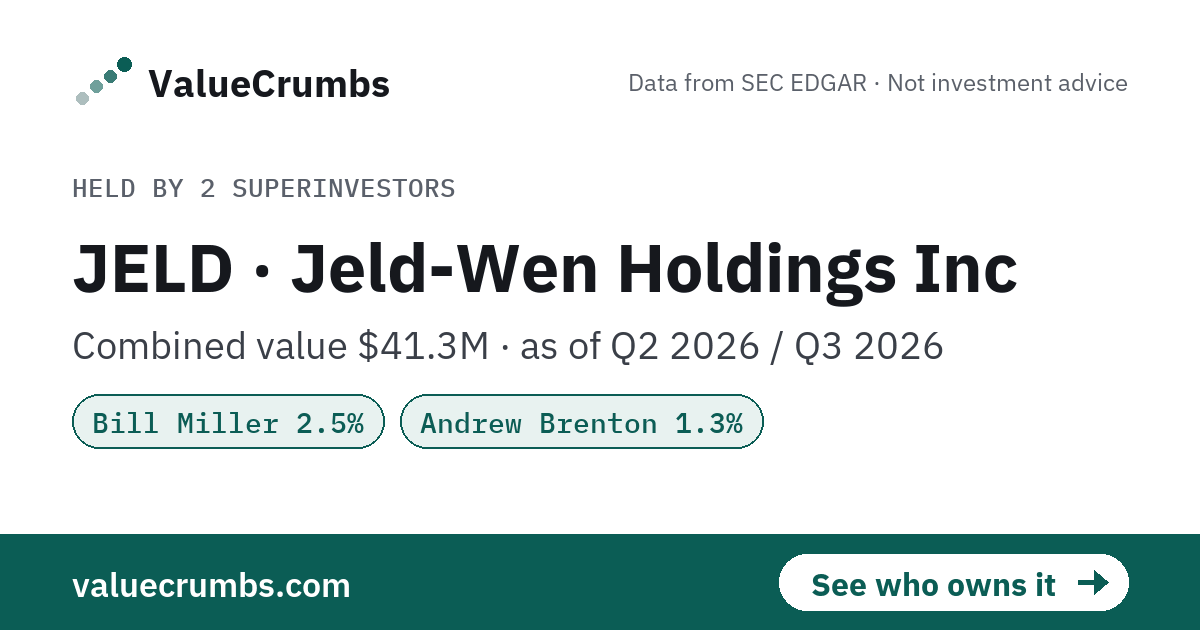 ValueCrumbs
Data from SEC EDGAR · Not investment advice
HELD BY 2 SUPERINVESTORS
JELD · Jeld-Wen Holdings Inc
Combined value $41.3M · as of Q2 2026 / Q3 2026
Bill Miller 2.5%
Andrew Brenton 1.3%
valuecrumbs.com
See who owns it →